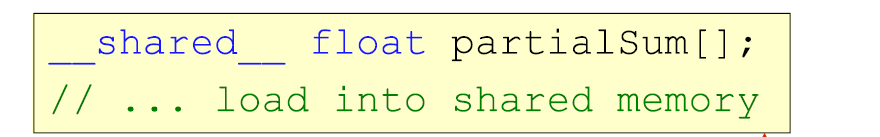 __shared__ float partialSum[];
// ... load into shared memory